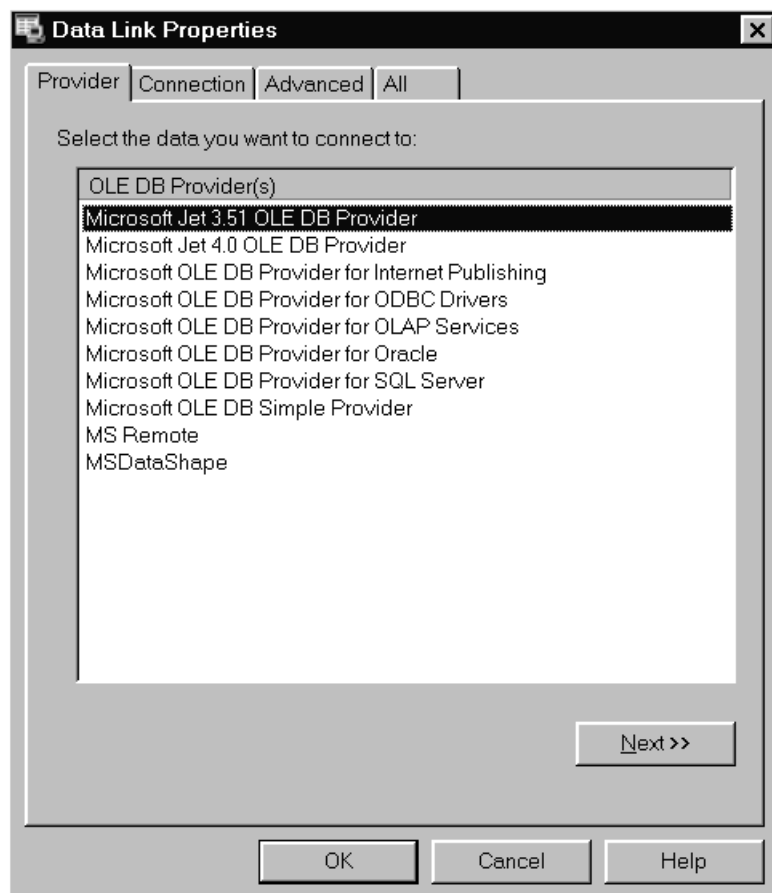 Data Link Properties
Provider Connection Advanced All
Select the data you want to connect to:
OLE DB Provider(s)
Microsoft Jet 3.51 OLE DB Provider
Microsoft Jet 4.0 OLE DB Provider
Microsoft OLE DB Provider for Internet Publishing
Microsoft OLE DB Provider for ODBC Drivers
Microsoft OLE DB Provider for OLAP Services
Microsoft OLE DB Provider for Oracle
Microsoft OLE DB Provider for SQL Server
Microsoft OLE DB Simple Provider
MS Remote
MSDataShape
Next >>
OK Cancel Help